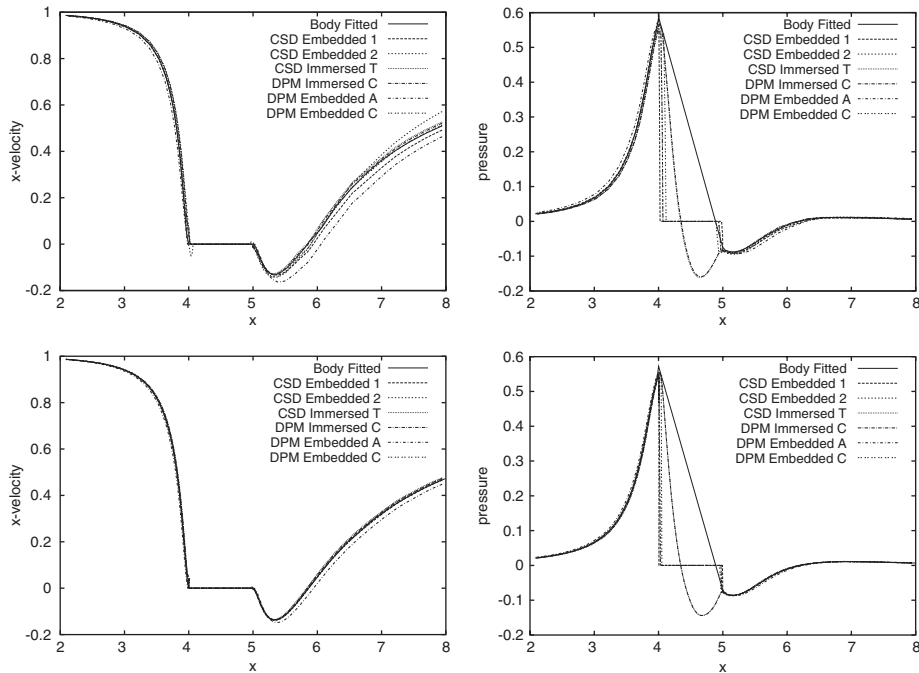 1
0.8
0.6
0.4
0.2
0
-0.2
x-velocity
2 3 4 5 6 7 8
x
Body Fitted
CSD Embedded 1
CSD Embedded 2
CSD Immersed T
DPM Immersed C
DPM Embedded A
DPM Embedded C
0.6
0.5
0.4
0.3
0.2
0.1
0
-0.1
-0.2
pressure
2 3 4 5 6 7 8
x
Body Fitted
CSD Embedded 1
CSD Embedded 2
CSD Immersed T
DPM Immersed C
DPM Embedded A
DPM Embedded C
1
0.8
0.6
0.4
0.2
0
-0.2
x-velocity
2 3 4 5 6 7 8
x
Body Fitted
CSD Embedded 1
CSD Embedded 2
CSD Immersed T
DPM Immersed C
DPM Embedded A
DPM Embedded C
0.6
0.5
0.4
0.3
0.2
0.1
0
-0.1
-0.2
pressure
2 3 4 5 6 7 8
x
Body Fitted
CSD Embedded 1
CSD Embedded 2
CSD Immersed T
DPM Immersed C
DPM Embedded A
DPM Embedded C